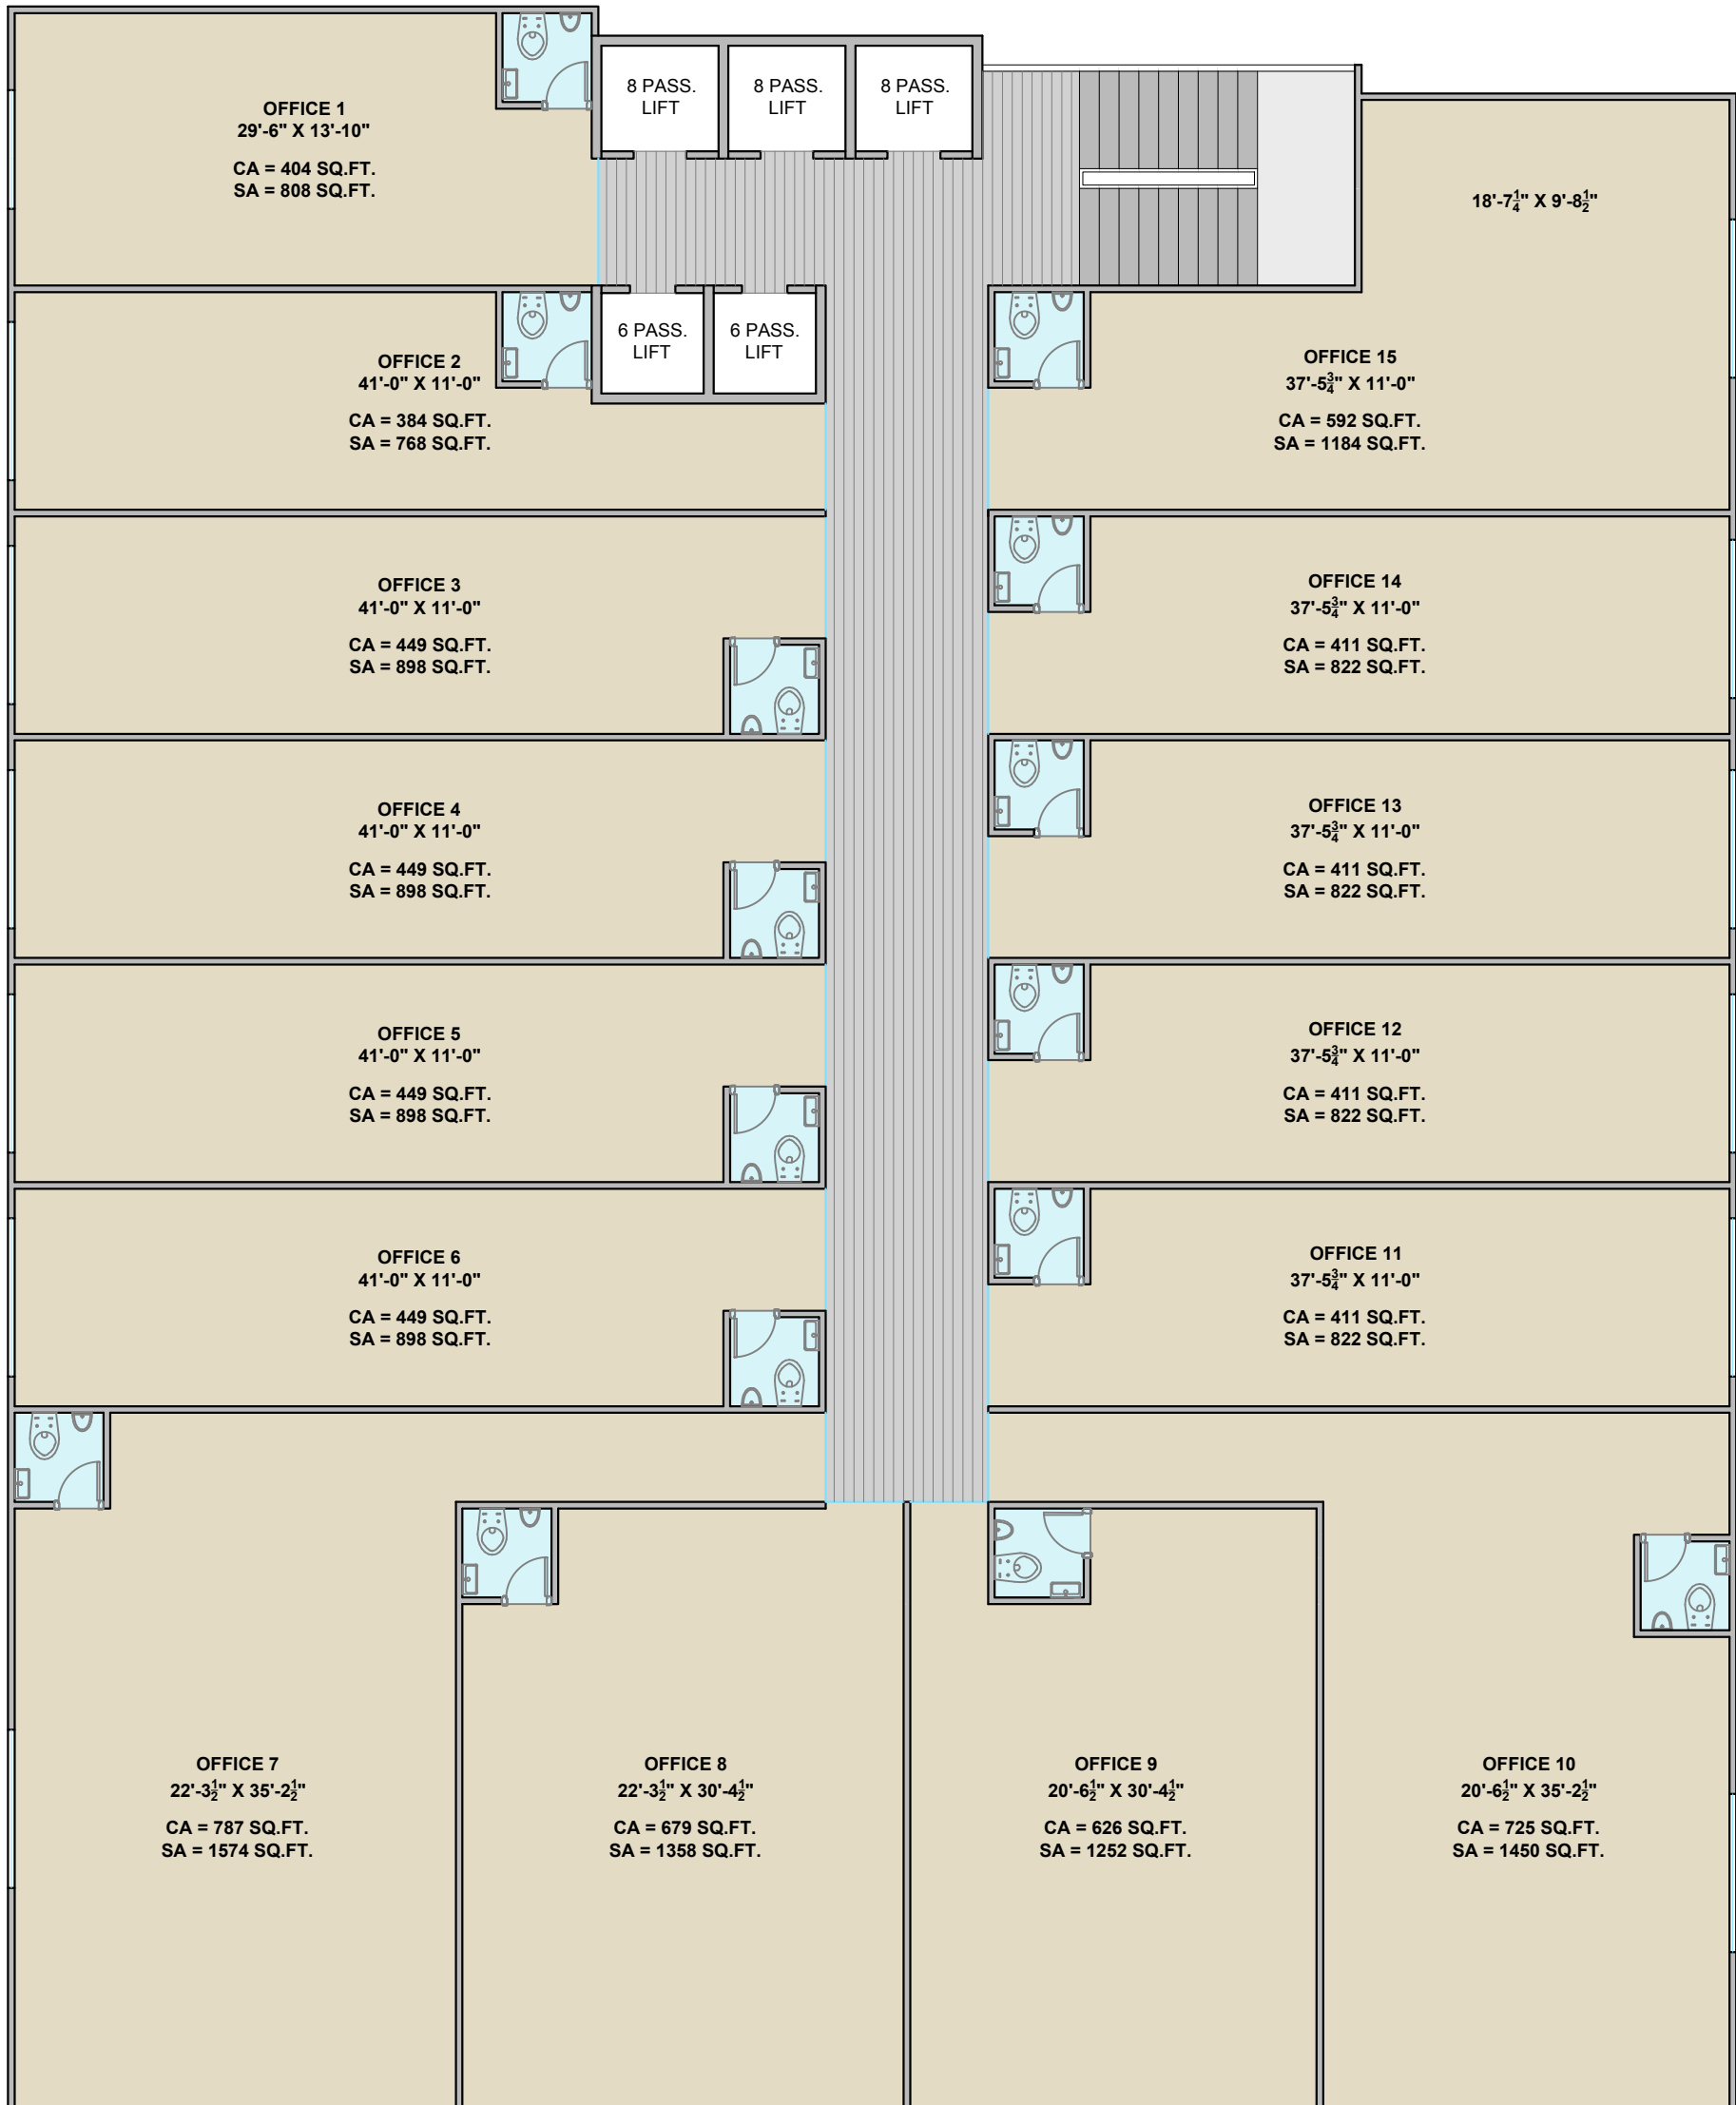 8 PASS.
LIFT
8 PASS.
LIFT
8 PASS.
LIFT
OFFICE 1
29'-6" X 13'-10"
CA = 404 SQ.FT.
SA = 808 SQ.FT.
18'-7¼" X 9'-8½"
6 PASS.
LIFT
6 PASS.
LIFT
OFFICE 2
41'-0" X 11'-0"
CA = 384 SQ.FT.
SA = 768 SQ.FT.
OFFICE 15
37'-5¾" X 11'-0"
CA = 592 SQ.FT.
SA = 1184 SQ.FT.
OFFICE 3
41'-0" X 11'-0"
CA = 449 SQ.FT.
SA = 898 SQ.FT.
OFFICE 14
37'-5¾" X 11'-0"
CA = 411 SQ.FT.
SA = 822 SQ.FT.
OFFICE 4
41'-0" X 11'-0"
CA = 449 SQ.FT.
SA = 898 SQ.FT.
OFFICE 13
37'-5¾" X 11'-0"
CA = 411 SQ.FT.
SA = 822 SQ.FT.
OFFICE 5
41'-0" X 11'-0"
CA = 449 SQ.FT.
SA = 898 SQ.FT.
OFFICE 12
37'-5¾" X 11'-0"
CA = 411 SQ.FT.
SA = 822 SQ.FT.
OFFICE 6
41'-0" X 11'-0"
CA = 449 SQ.FT.
SA = 898 SQ.FT.
OFFICE 11
37'-5¾" X 11'-0"
CA = 411 SQ.FT.
SA = 822 SQ.FT.
OFFICE 7
22'-3½" X 35'-2½"
CA = 787 SQ.FT.
SA = 1574 SQ.FT.
OFFICE 8
22'-3½" X 30'-4½"
CA = 679 SQ.FT.
SA = 1358 SQ.FT.
OFFICE 9
20'-6½" X 30'-4½"
CA = 626 SQ.FT.
SA = 1252 SQ.FT.
OFFICE 10
20'-6½" X 35'-2½"
CA = 725 SQ.FT.
SA = 1450 SQ.FT.